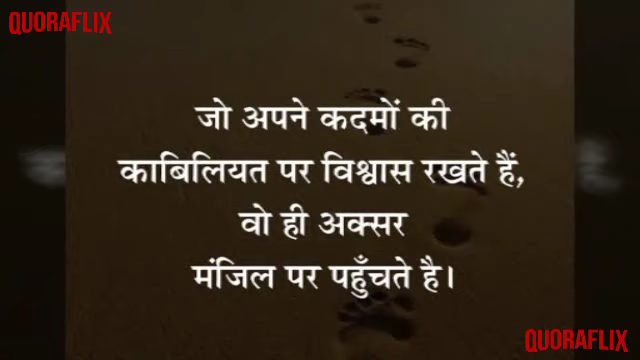 QUORAFLIX
जो अपने कदमों की
काबिलियत पर विश्वास रखते हैं,
वो ही अक्सर
मंजिल पर पहुँचते है।
QUORAFLIX